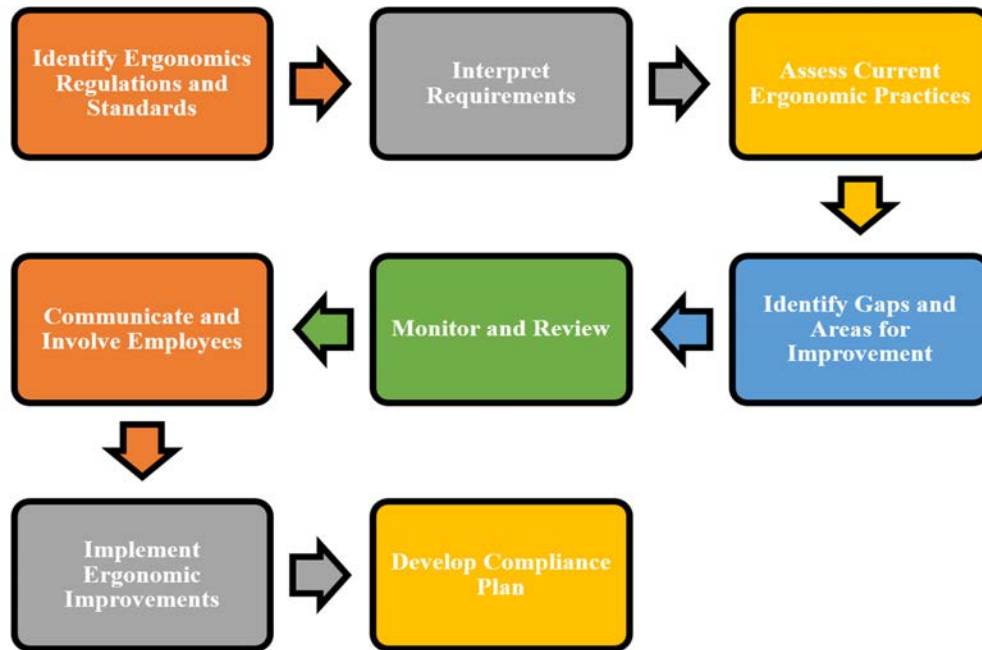 Identify Ergonomics
Regulations and
Standards
Interpret
Requirements
Assess Current
Ergonomic Practices
Identify Gaps and
Areas for
Improvement
Monitor and Review
Communicate and
Involve Employees
Implement
Ergonomic
Improvements
Develop Compliance
Plan